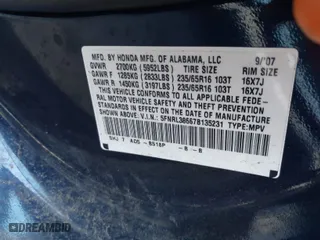 MFD. BY HONDA MFG. OF ALABAMA, LLC 9/'07
GVWR 2700KG (5952LBS) TIRE SIZE RIM SIZE
GAWR F 1285KG (2833LBS) 235/65R16 103T 16X7J
GAWR R 1450KG (3197LBS) 235/65R16 103T 16X7J
THIS VEHICLE CONFORMS TO ALL APPLICABLE FEDE-
RAL MOTOR VEHICLE SAFETY AND THEFT PREVENTION
STANDARDS IN EFFECT ON THE DATE OF MANUFACTURE
SHOWN ABOVE. V.I.N.: 5FNRL38667B135231 TYPE:MPV